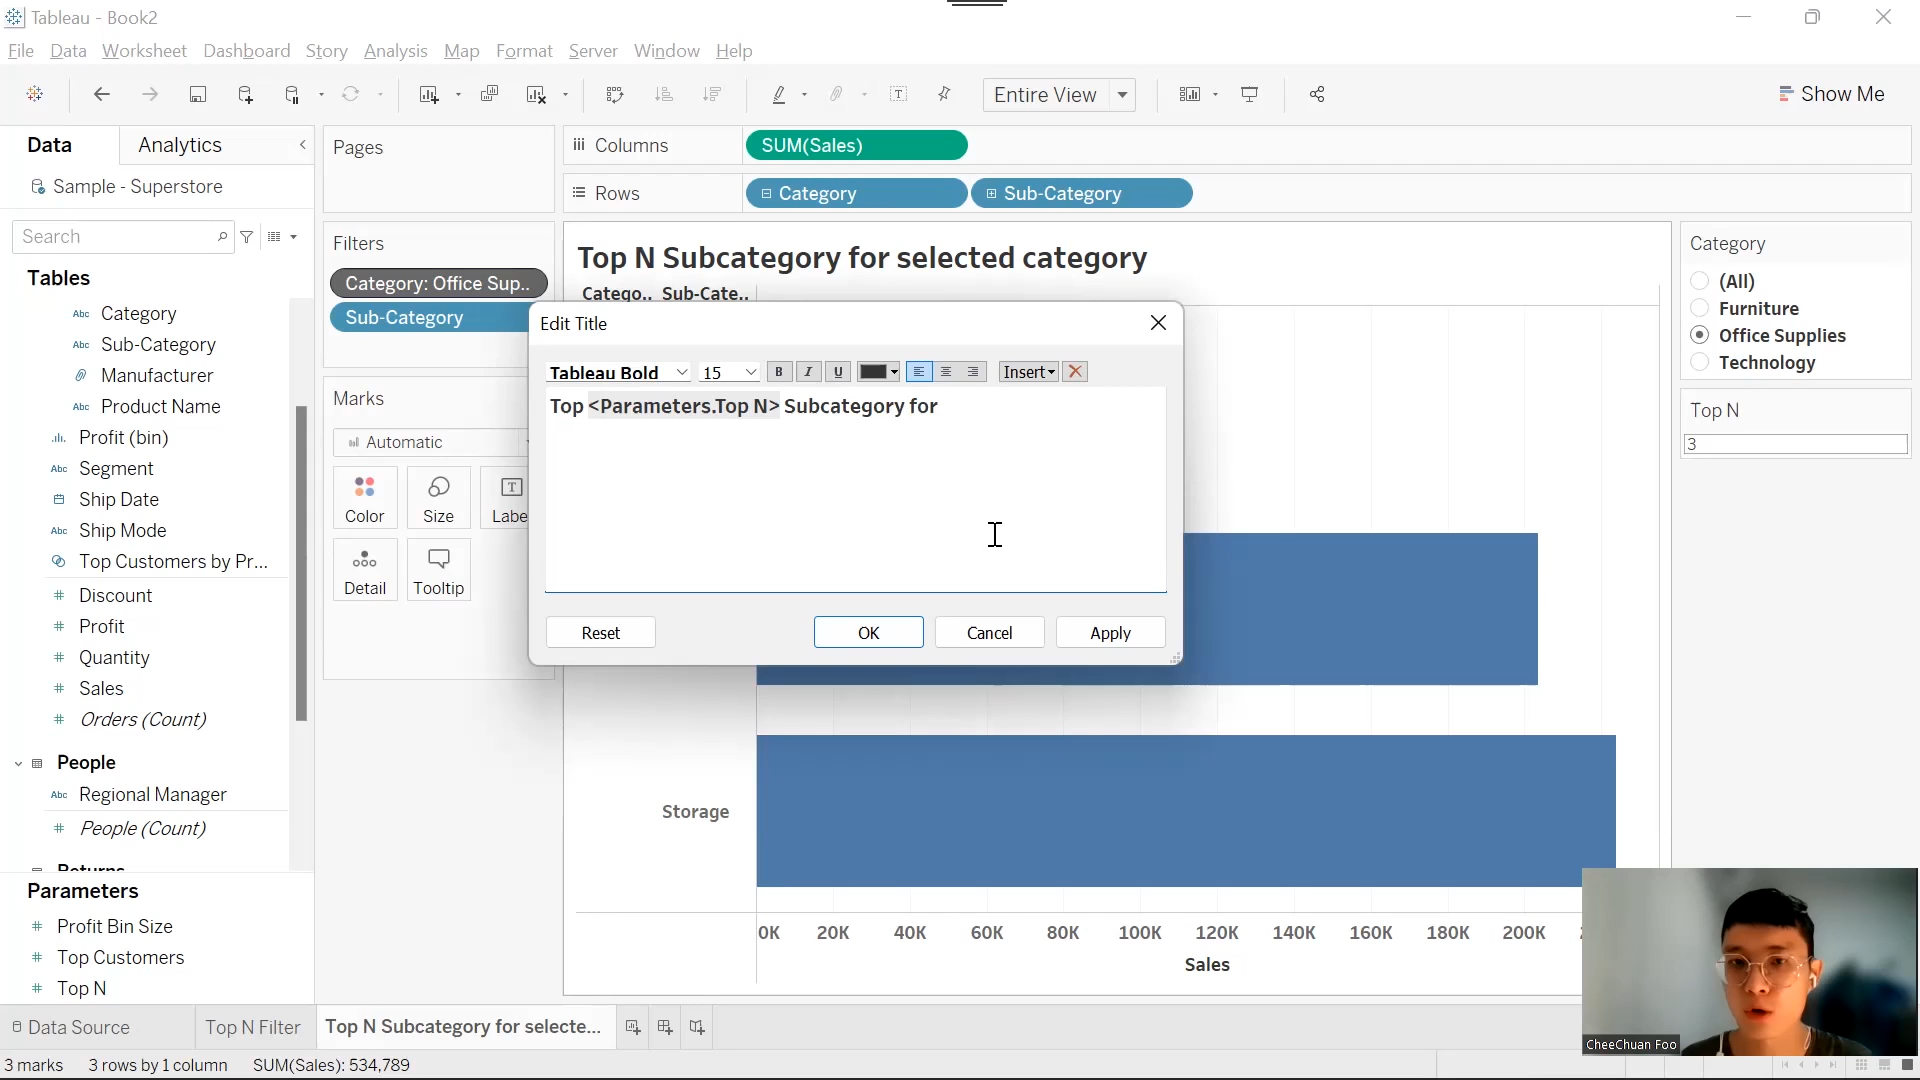 Tableau - Book2
File Data Worksheet Dashboard Story Analysis Map Format Server Window Help
Entire View
Show Me
Data Analytics
Sample - Superstore
Search
Tables
Abc Category
Abc Sub-Category
Manufacturer
Abc Product Name
Profit (bin)
Abc Segment
Ship Date
Abc Ship Mode
Top Customers by Pr...
# Discount
# Profit
# Quantity
# Sales
# Orders (Count)
People
Abc Regional Manager
# People (Count)
Returns
Parameters
# Profit Bin Size
# Top Customers
# Top N
Pages
Filters
Category: Office Sup..
Sub-Category
Marks
Automatic
Color Size Labe
Detail Tooltip
Columns SUM(Sales)
Rows Category Sub-Category
Top N Subcategory for selected category
Catego.. Sub-Cate..
Edit Title
Tableau Bold 15 B I U Insert
Top <Parameters.Top N> Subcategory for
Reset OK Cancel Apply
Storage
0K 20K 40K 60K 80K 100K 120K 140K 160K 180K 200K
Sales
Category
(All)
Furniture
Office Supplies
Technology
Top N
3
CheeChuan Foo
Data Source Top N Filter Top N Subcategory for selecte...
3 marks 3 rows by 1 column SUM(Sales): 534,789